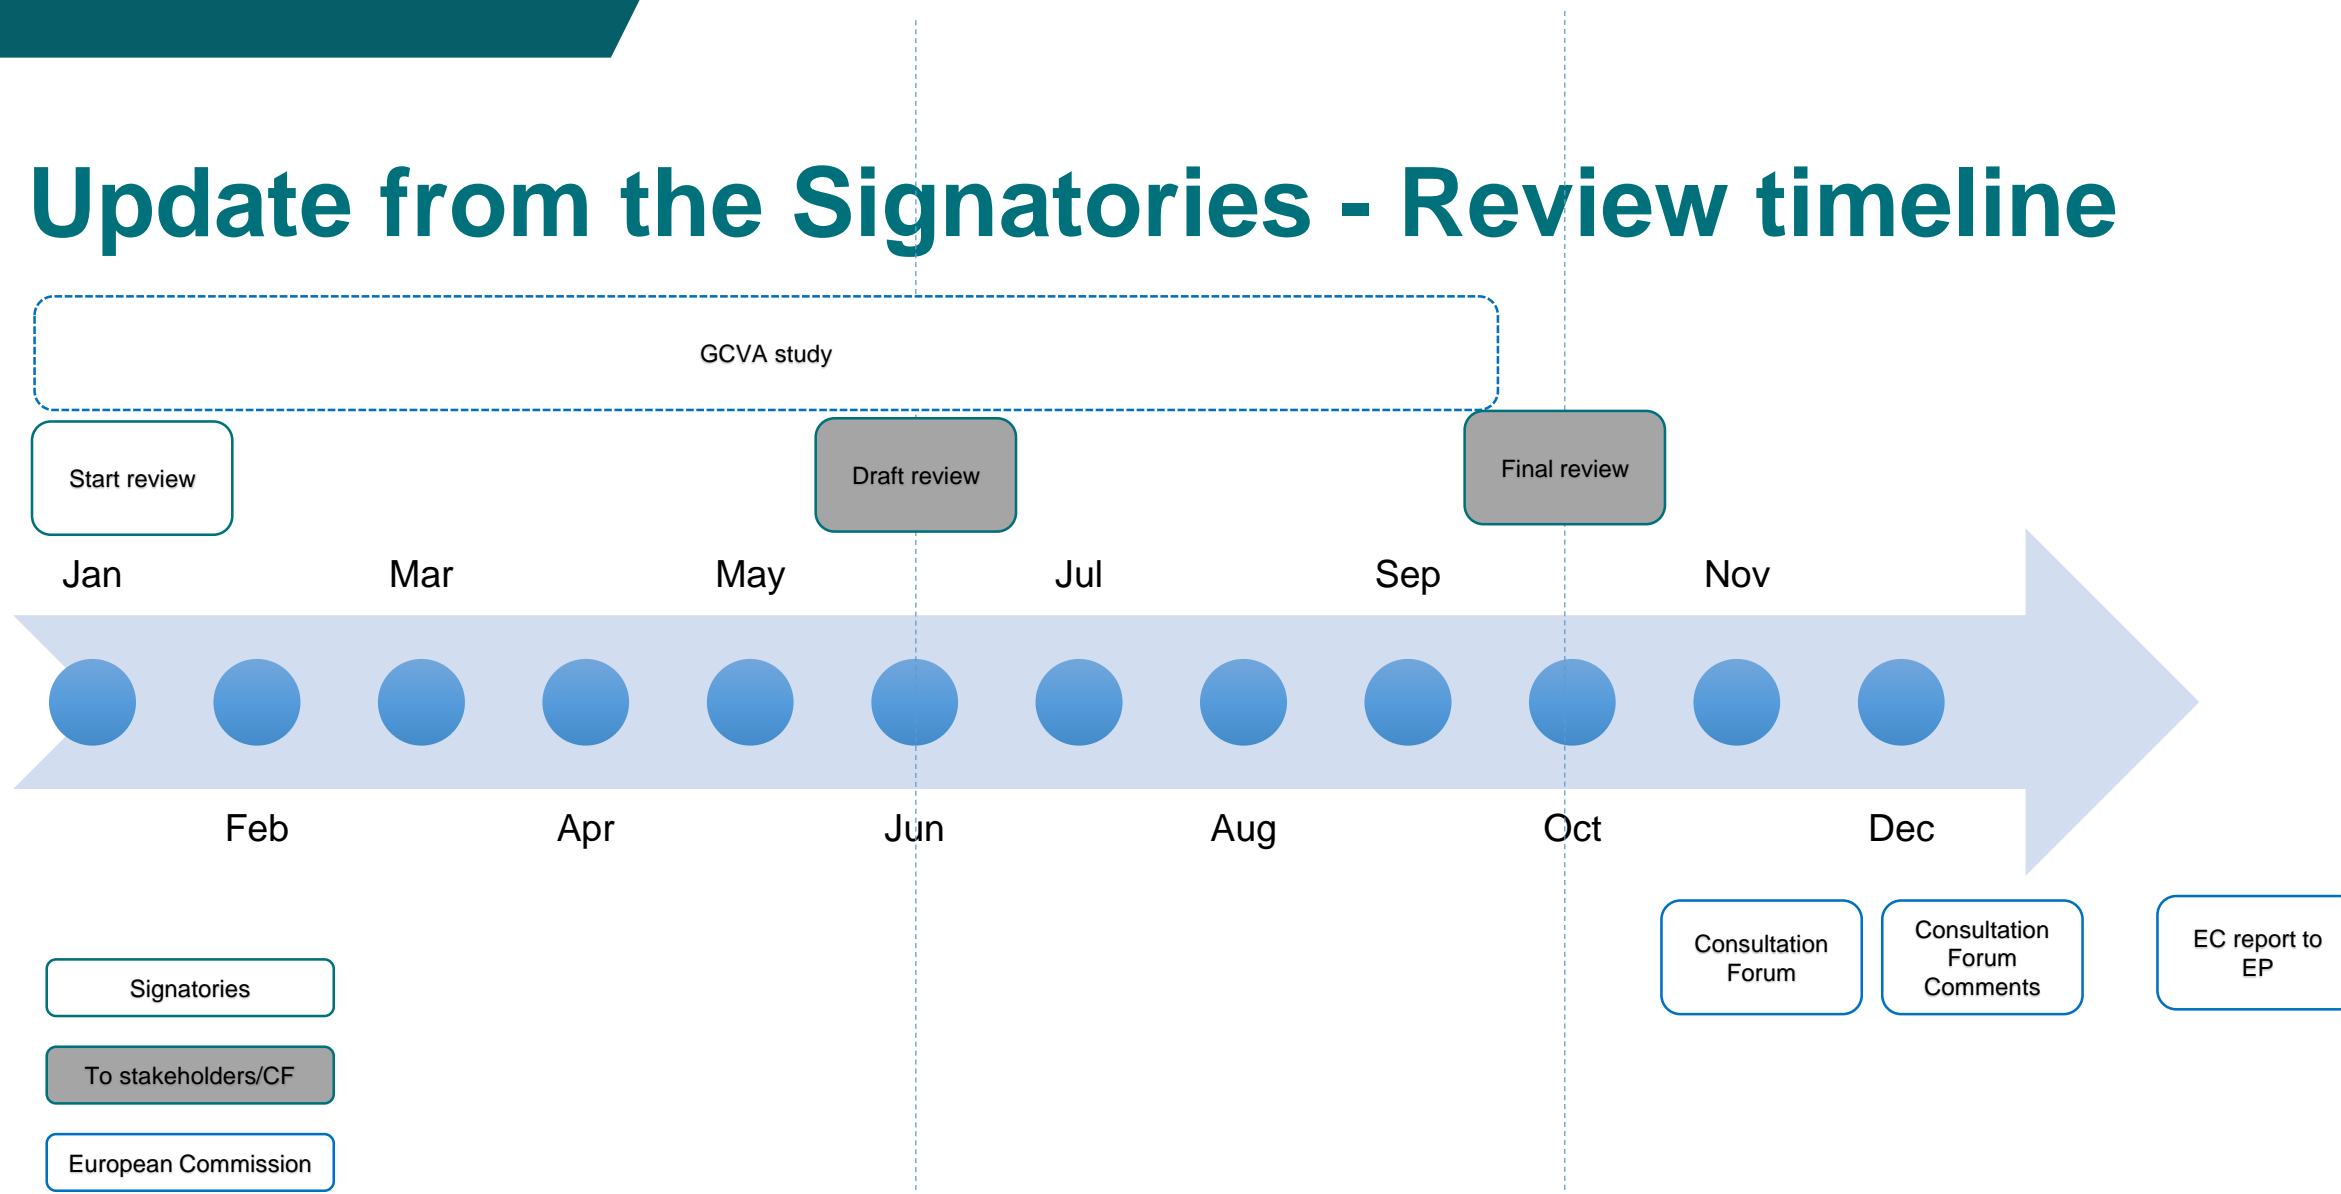 Update from the Signatories - Review timeline
GCVA study
Start review
Draft review
Final review
Jan
Mar
May
Jul
Sep
Nov
Feb
Apr
Jun
Aug
Oct
Dec
Consultation
Forum
Consultation
Forum
Comments
EC report to
EP
Signatories
To stakeholders/CF
European Commission